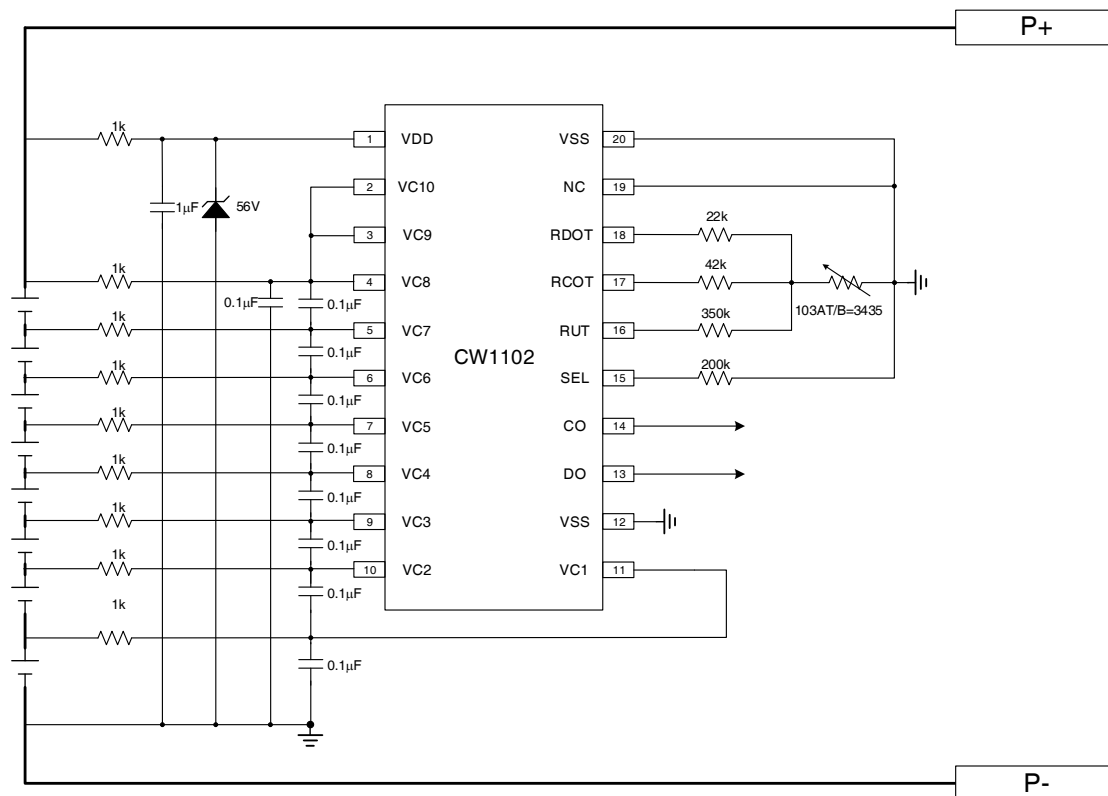 P+
1k
1 VDD
VSS 20
2 VC10
NC 19
1µF
56V
3 VC9
RDOT 18
22k
1k
4 VC8
RCOT 17
42k
0.1µF
0.1µF
103AT/B=3435
1k
5 VC7
RUT 16
350k
0.1µF
CW1102
1k
6 VC6
SEL 15
200k
0.1µF
1k
7 VC5
CO 14
0.1µF
1k
8 VC4
DO 13
0.1µF
1k
9 VC3
VSS 12
0.1µF
1k
10 VC2
VC1 11
0.1µF
1k
0.1µF
P-